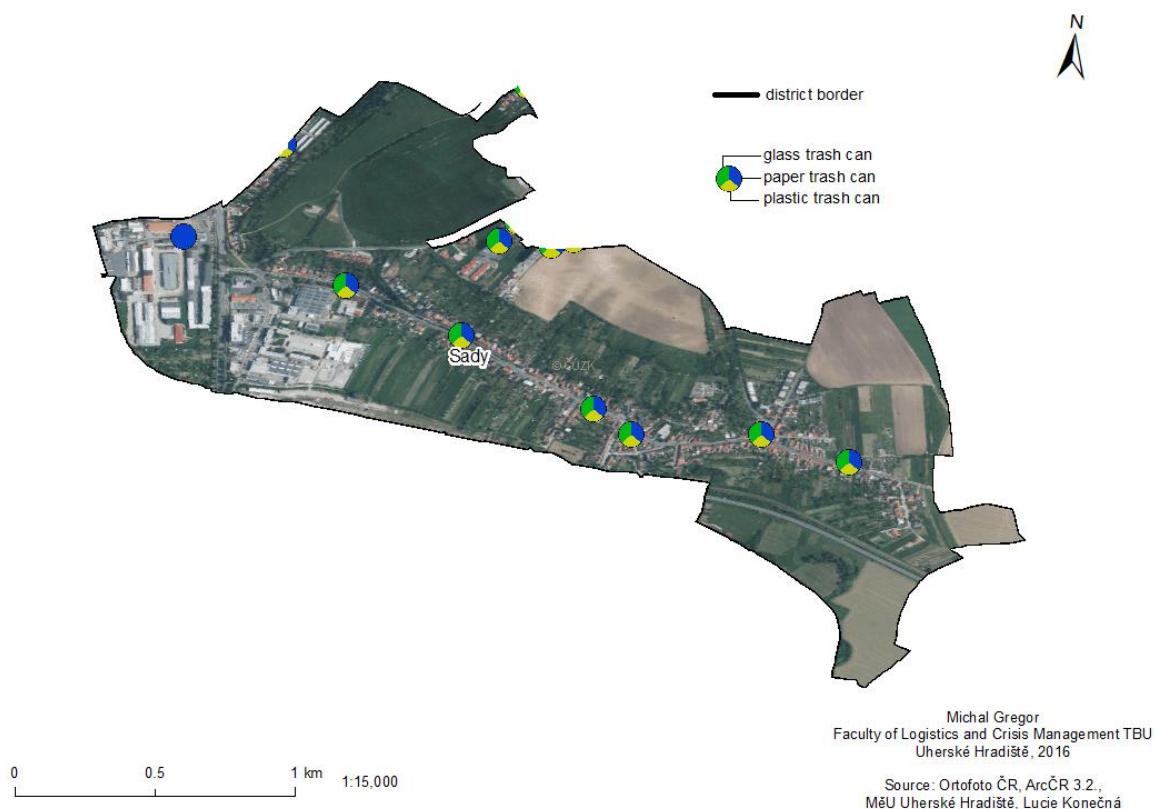 N
district border
glass trash can
paper trash can
plastic trash can
Sady
©ČÚZK
Michal Gregor
Faculty of Logistics and Crisis Management TBU
Uherské Hradiště, 2016
0 0.5 1 km
1:15,000
Source: Ortofoto ČR, ArcČR 3.2.,
MěU Uherské Hradiště, Lucie Konečná